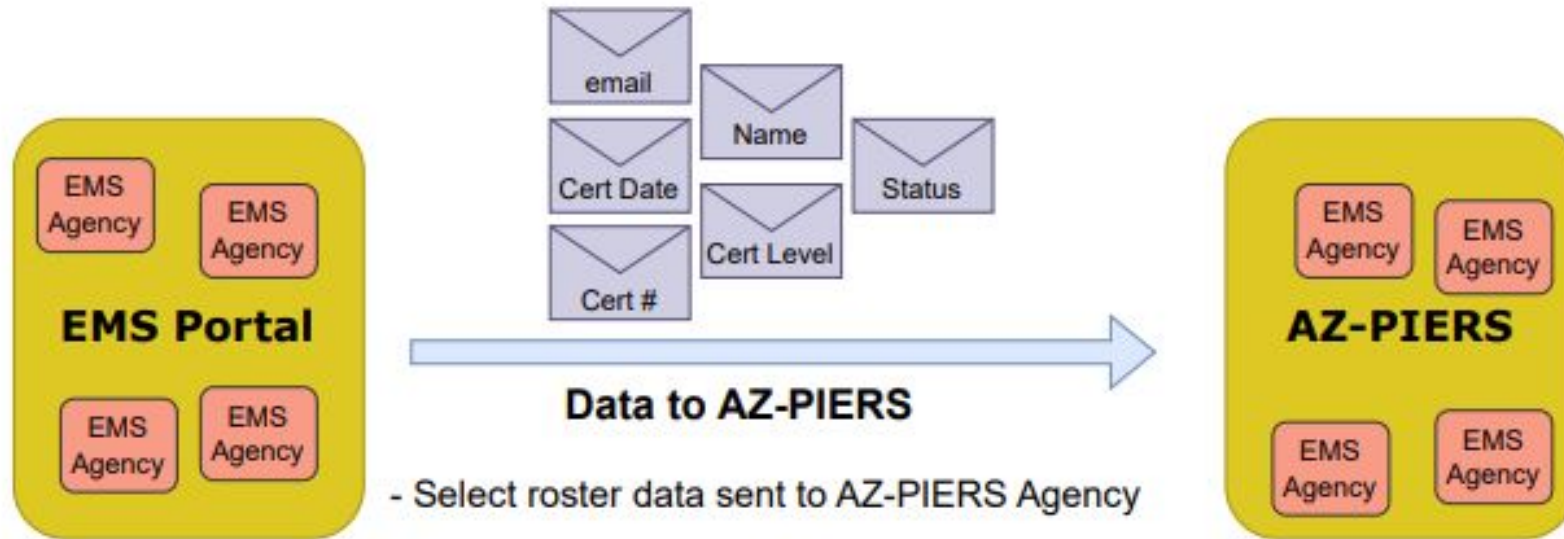 EMS
Agency
EMS
Agency
EMS Portal
EMS
Agency
EMS
Agency
email
Name
Cert Date
Status
Cert Level
Cert #
Data to AZ-PIERS
- Select roster data sent to AZ-PIERS Agency
EMS
Agency
EMS
Agency
AZ-PIERS
EMS
Agency
EMS
Agency